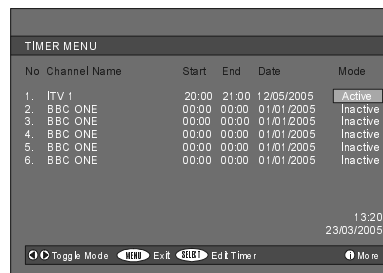 TIMER MENU
No Channel Name Start End Date Mode
1. ITV 1 20:00 21:00 12/05/2005 Active
2. BBC ONE 00:00 00:00 01/01/2005 Inactive
3. BBC ONE 00:00 00:00 01/01/2005 Inactive
4. BBC ONE 00:00 00:00 01/01/2005 Inactive
5. BBC ONE 00:00 00:00 01/01/2005 Inactive
6. BBC ONE 00:00 00:00 01/01/2005 Inactive
13:20
23/03/2005
Toggle Mode MENU Exit SELECT Edit Timer i More